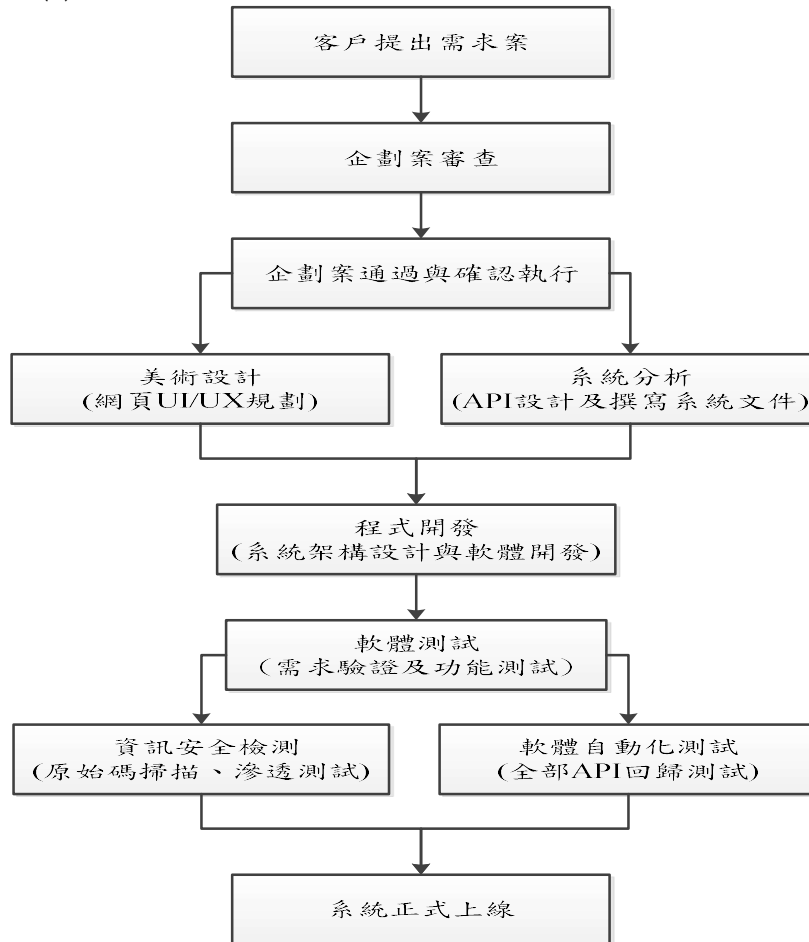 客戶提出需求案
企劃案審查
企劃案通過與確認執行
美術設計
(網頁UI/UX規劃)
系統分析
(API設計及撰寫系統文件)
程式開發
(系統架構設計與軟體開發)
軟體測試
(需求驗證及功能測試)
資訊安全檢測
(原始碼掃描、滲透測試)
軟體自動化測試
(全部API回歸測試)
系統正式上線